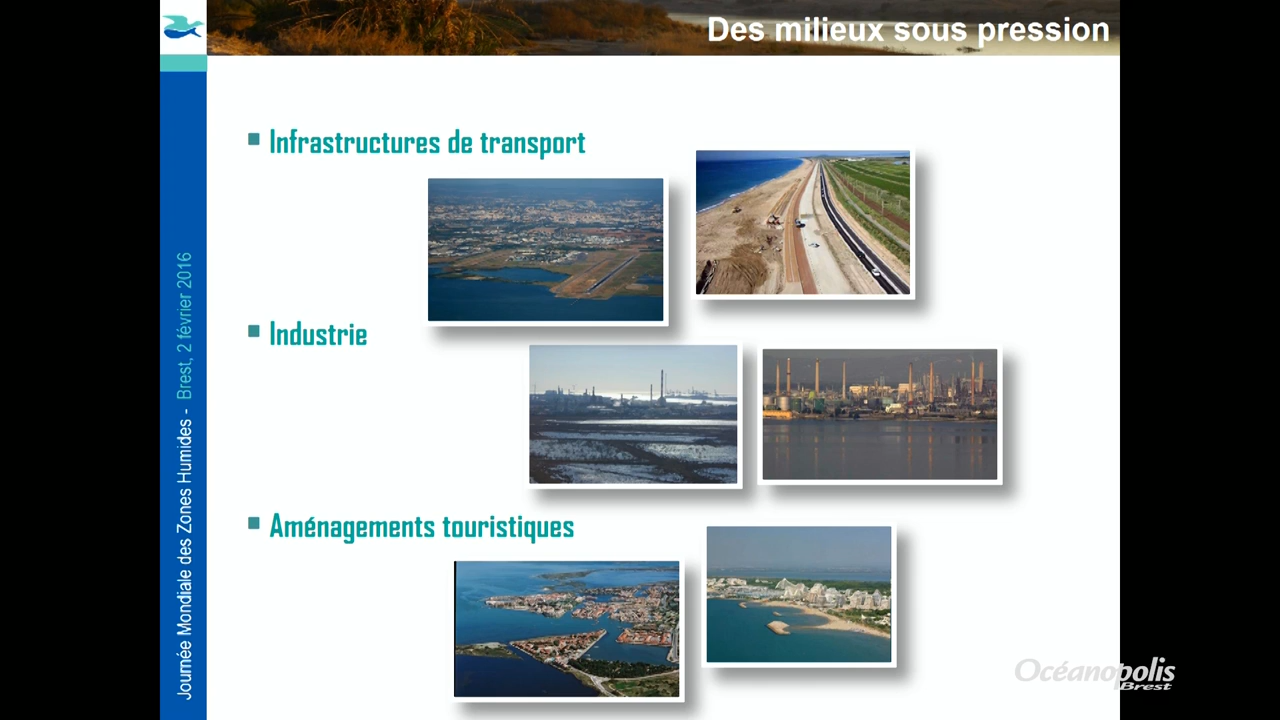 Des milieux sous pression
Infrastructures de transport
Industrie
Aménagements touristiques
Journée Mondiale des Zones Humides - Brest, 2 février 2016
Océanopolis
Brest